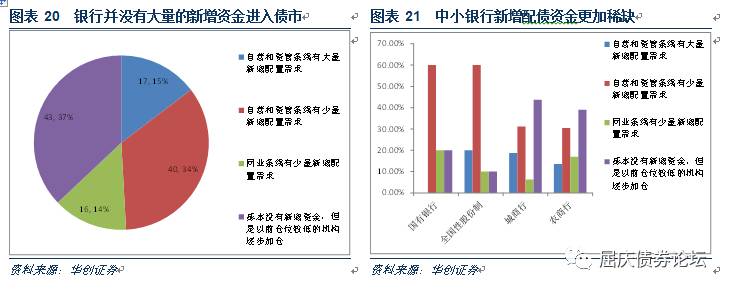 图表 20 银行并没有大量的新增资金进入债市
17, 15%
40, 34%
16, 14%
43, 37%
自营和资管条线有大量
新增配置需求
自营和资管条线有少量
新增配置需求
同业条线有少量新增配
置需求
基本没有新增资金，但
是以前仓位较低的机构
逐步加仓
资料来源：华创证券
图表 21 中小银行新增配债资金更加稀缺
70.00%
60.00%
50.00%
40.00%
30.00%
20.00%
10.00%
0.00%
国有银行
全国性股份制
城商行
农商行
自营和资管条线有大量
新增配置需求
自营和资管条线有少量
新增配置需求
同业条线有少量新增配
置需求
基本没有新增资金，但
是以前仓位较低的机构
逐步加仓
资料来源：华创证券
屈庆债券论坛